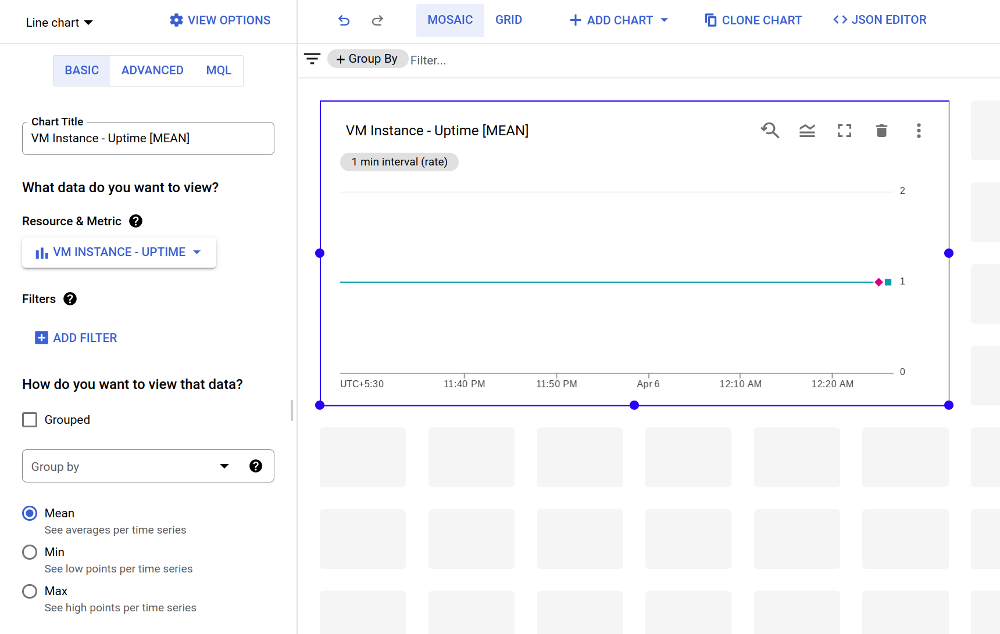 Line chart
VIEW OPTIONS
MOSAIC
GRID
ADD CHART
CLONE CHART
JSON EDITOR
BASIC
ADVANCED
MQL
+ Group By
Filter...
Chart Title
VM Instance - Uptime [MEAN]
What data do you want to view?
Resource & Metric
VM INSTANCE - UPTIME
Filters
ADD FILTER
How do you want to view that data?
Grouped
Group by
Mean
See averages per time series
Min
See low points per time series
Max
See high points per time series
VM Instance - Uptime [MEAN]
1 min interval (rate)
2
1
0
UTC+5:30
11:40 PM
11:50 PM
Apr 6
12:10 AM
12:20 AM